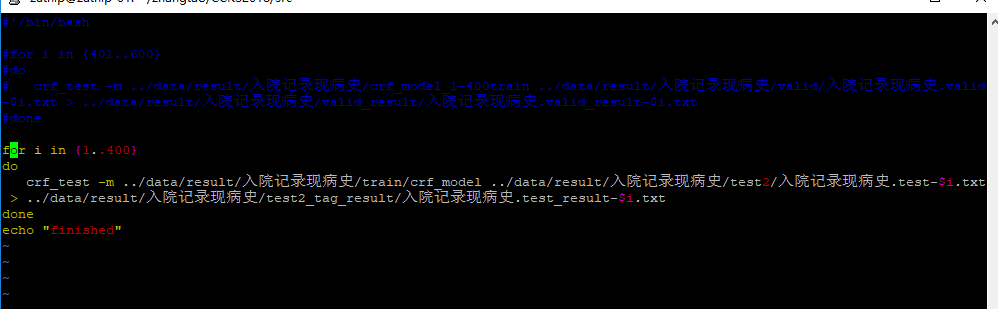 #!/bin/bash
#for i in {401..600}
#do
#   crf_test -m ../data/result/入院记录现病史/crf_model_1-400train ../data/result/入院记录现病史/valid/入院记录现病史.valid
-$i.txt > ../data/result/入院记录现病史/valid_result/入院记录现病史.valid_result-$i.txt
#done
for i in {1..400}
do
   crf_test -m ../data/result/入院记录现病史/train/crf_model ../data/result/入院记录现病史/test2/入院记录现病史.test-$i.txt
 > ../data/result/入院记录现病史/test2_tag_result/入院记录现病史.test_result-$i.txt
done
echo "finished"
~
~
~
~